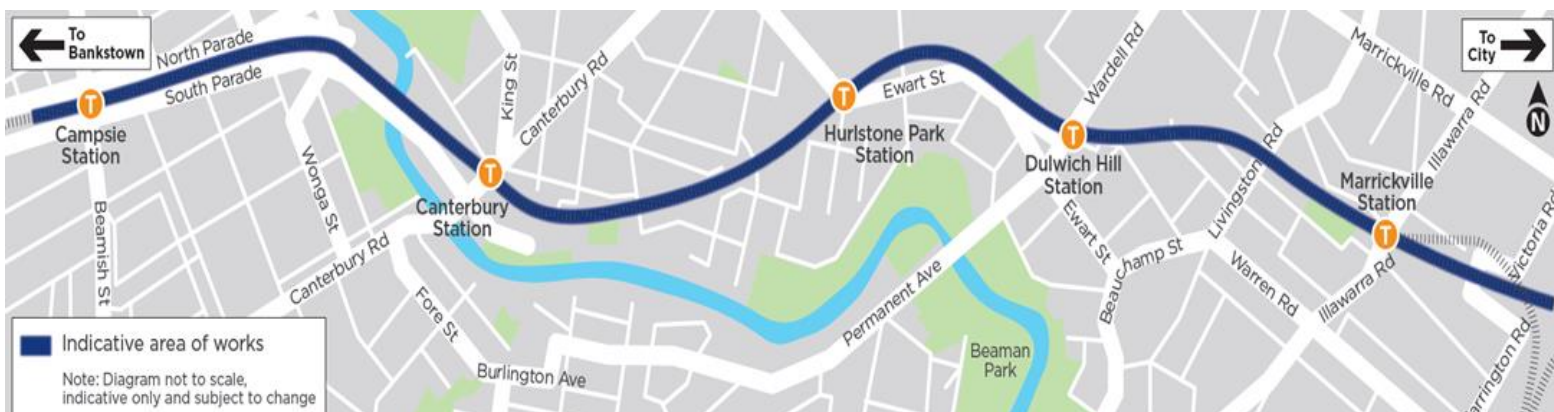 To
Bankstown
North Parade
South Parade
T
Campsie
Station
Beamish St
Wonga St
King St
Canterbury Rd
T
Canterbury
Station
Canterbury Rd
Fore St
Burlington Ave
T
Ewart St
Hurlstone Park
Station
Wardell Rd
T
Dulwich Hill
Station
Ewart St
Permanent Ave
Beaman
Park
Beauchamp St
Livingstone Rd
Warren Rd
Marrickville Rd
Illawarra Rd
Marrickville
Station
T
Illawarra Rd
Victoria Rd
arrington Rd
To
City
N
Indicative area of works
Note: Diagram not to scale,
indicative only and subject to change